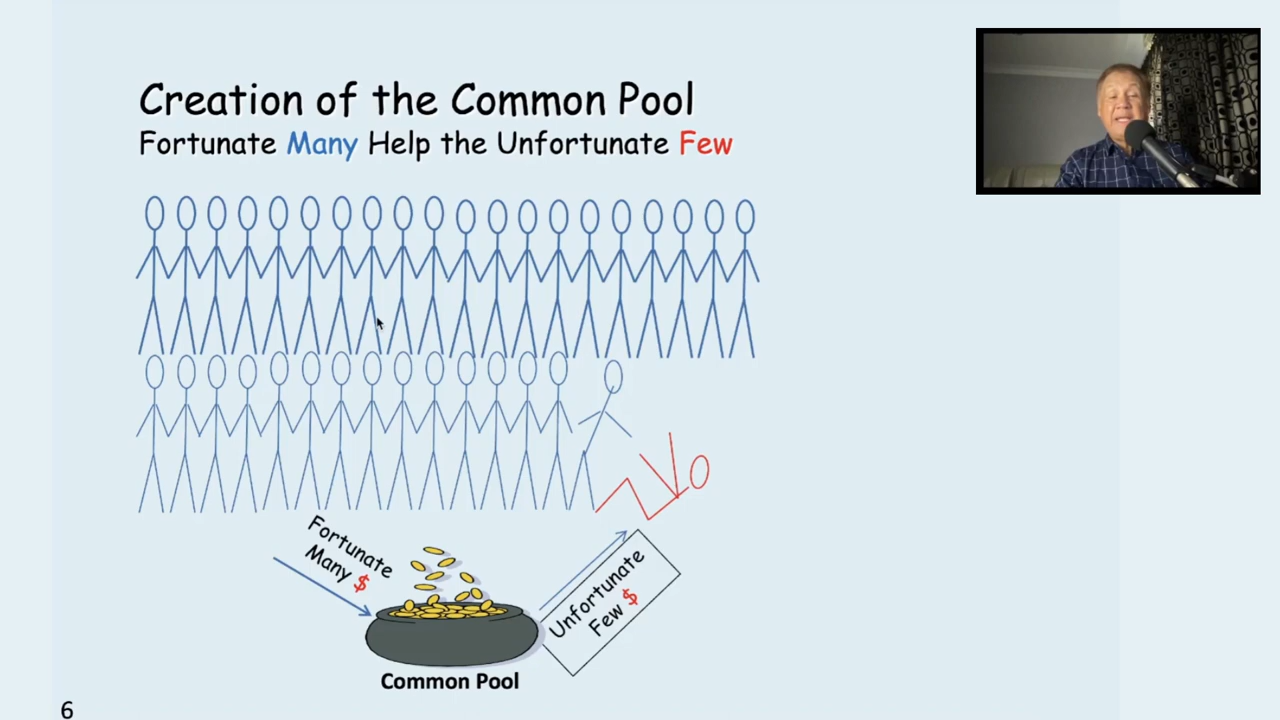 Creation of the Common Pool
Fortunate Many Help the Unfortunate Few
Fortunate
Many $
Unfortunate
Few $
Common Pool
6